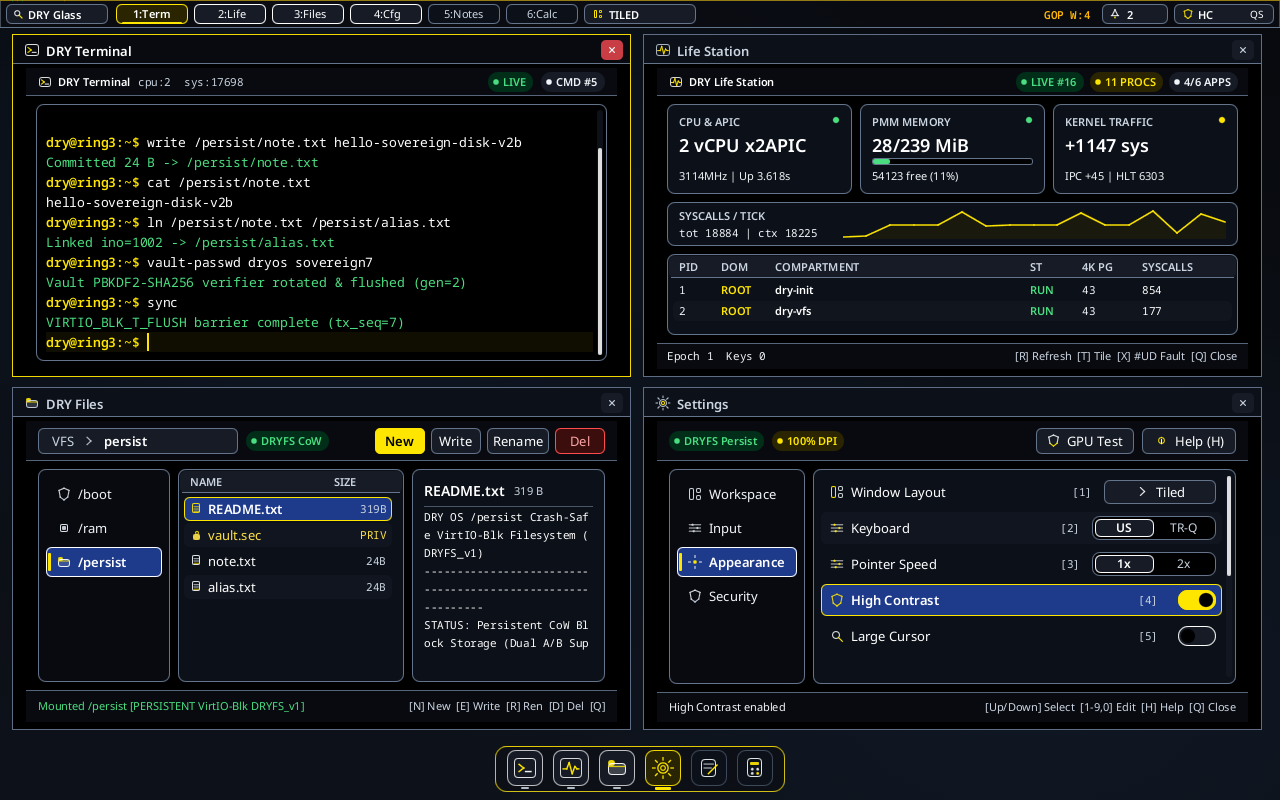 DRY Glass 1:Term 2:Life 3:Files 4:Cfg 5:Notes 6:Calc TILED GOP W:4 2 HC QS
DRY Terminal ×
DRY Terminal cpu:2 sys:17698 LIVE CMD #5
dry@ring3:~$ write /persist/note.txt hello-sovereign-disk-v2b
Committed 24 B -> /persist/note.txt
dry@ring3:~$ cat /persist/note.txt
hello-sovereign-disk-v2b
dry@ring3:~$ ln /persist/note.txt /persist/alias.txt
Linked ino=1002 -> /persist/alias.txt
dry@ring3:~$ vault-passwd dryos sovereign7
Vault PBKDF2-SHA256 verifier rotated & flushed (gen=2)
dry@ring3:~$ sync
VIRTIO_BLK_T_FLUSH barrier complete (tx_seq=7)
dry@ring3:~$
Life Station ×
DRY Life Station LIVE #16 11 PROCS 4/6 APPS
CPU & APIC
2 vCPU x2APIC
3114MHz | Up 3.618s
PMM MEMORY
28/239 MiB
54123 free (11%)
KERNEL TRAFFIC
+1147 sys
IPC +45 | HLT 6303
SYSCALLS / TICK
tot 18884 | ctx 18225
PID DOM COMPARTMENT ST 4K PG SYSCALLS
1 ROOT dry-init RUN 43 854
2 ROOT dry-vfs RUN 43 177
Epoch 1 Keys 0 [R] Refresh [T] Tile [X] #UD Fault [Q] Close
DRY Files ×
VFS > persist DRYFS CoW New Write Rename Del
/boot
/ram
/persist
NAME SIZE
README.txt 319B
vault.sec PRIV
note.txt 24B
alias.txt 24B
README.txt 319 B
DRY OS /persist Crash-Saf
e VirtIO-Blk Filesystem (
DRYFS_v1)
-------------------------
-------------------------
---------
STATUS: Persistent CoW Bl
ock Storage (Dual A/B Sup
Mounted /persist [PERSISTENT VirtIO-Blk DRYFS_v1] [N] New [E] Write [R] Ren [D] Del [Q]
Settings ×
DRYFS Persist 100% DPI GPU Test Help (H)
Workspace
Input
Appearance
Security
Window Layout [1] > Tiled
Keyboard [2] US TR-Q
Pointer Speed [3] 1x 2x
High Contrast [4]
Large Cursor [5]
High Contrast enabled [Up/Down] Select [1-9,0] Edit [H] Help [Q] Close